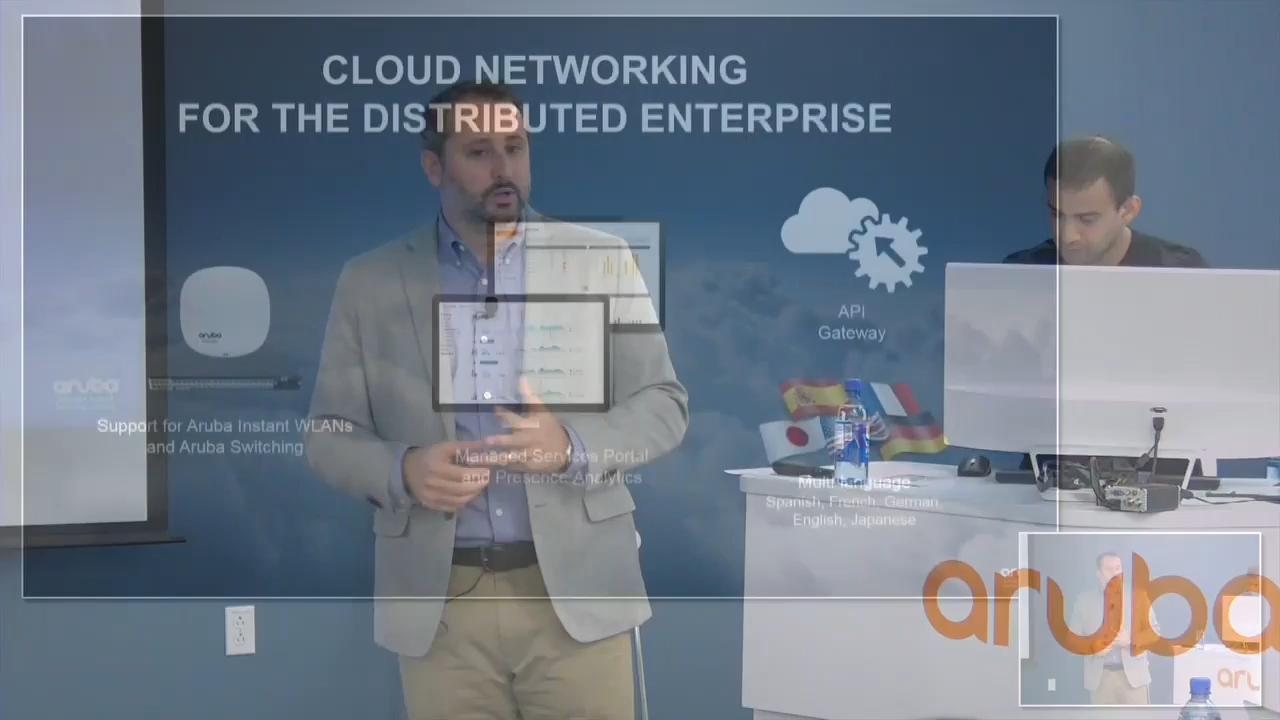 CLOUD NETWORKING
FOR THE DISTRIBUTED ENTERPRISE
aruba
API
Gateway
aruba
Support for Aruba Instant WLANs
and Aruba Switching
Managed Services Portal
and Presence Analytics
Multi-language
Spanish, French, German,
English, Japanese
aruba